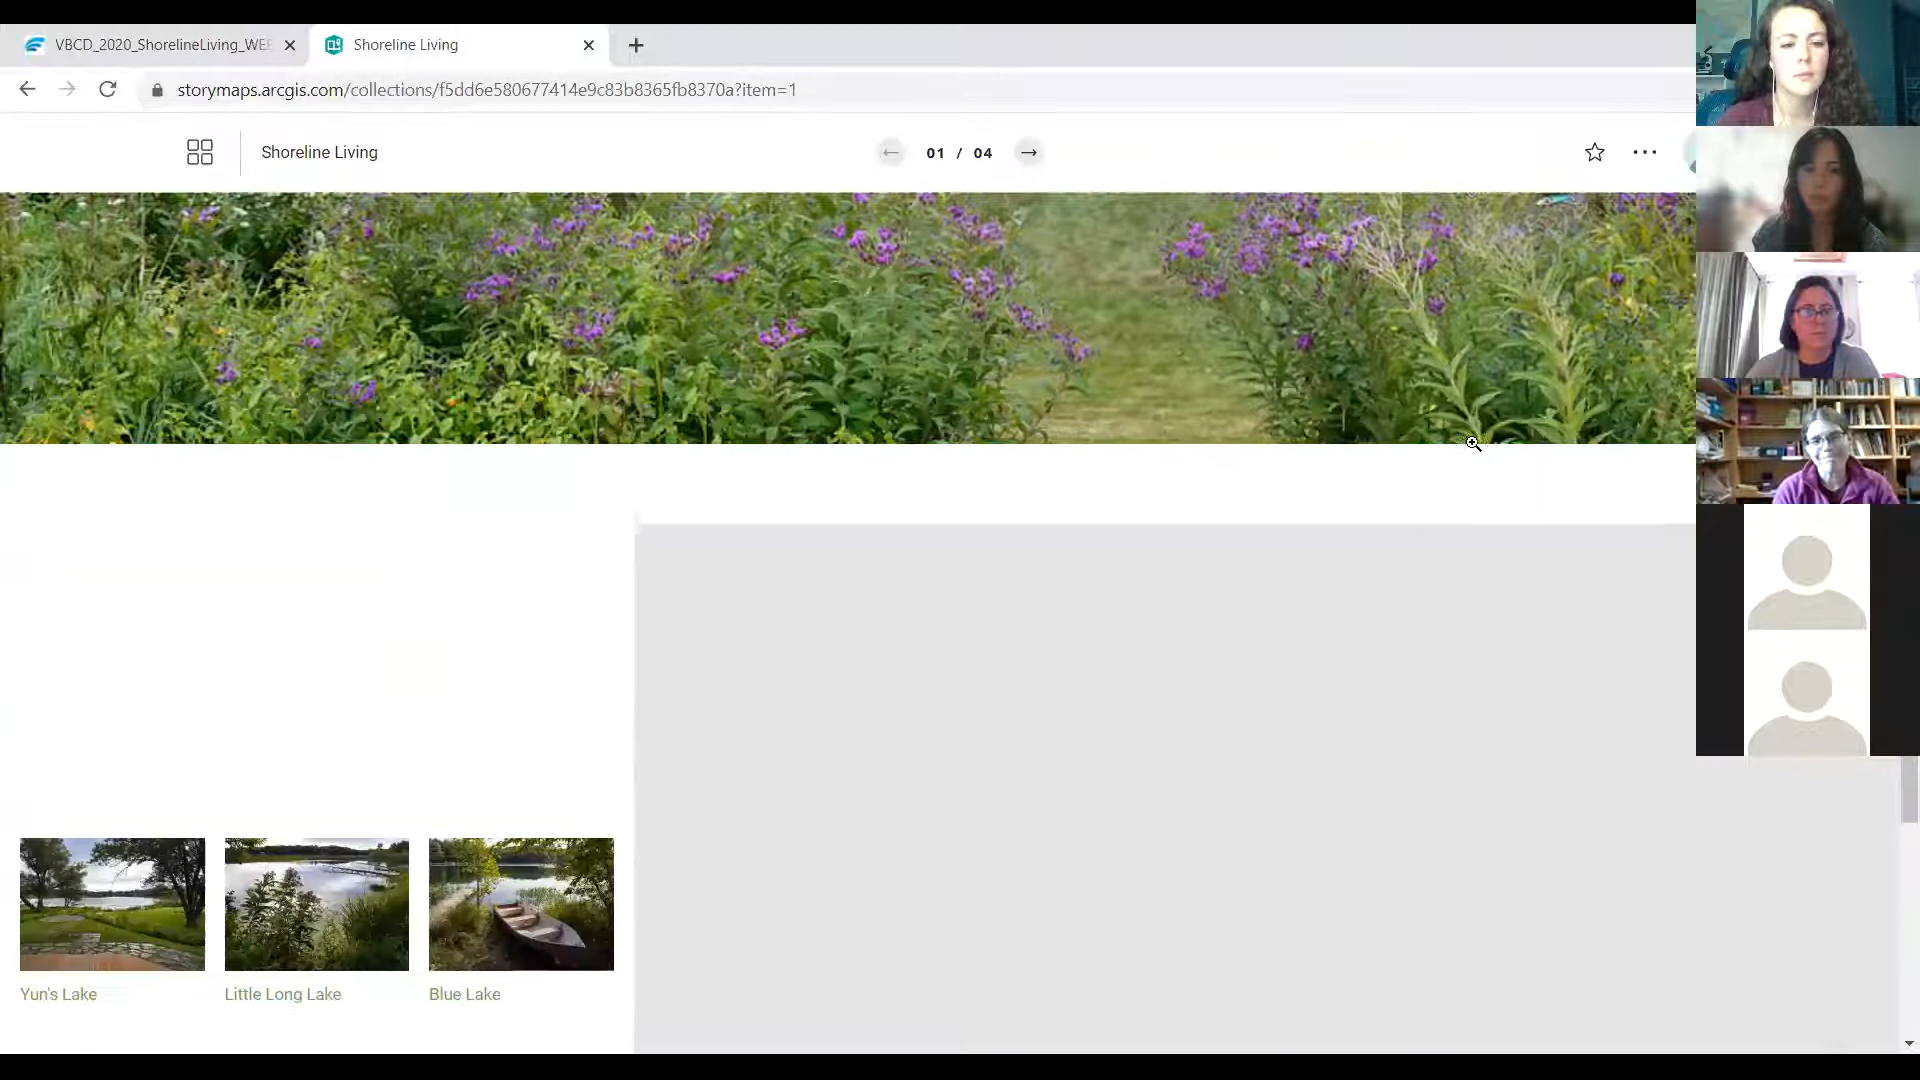 VBCD_2020_ShorelineLiving_WEB
Shoreline Living
storymaps.arcgis.com/collections/f5dd6e580677414e9c83b8365fb8370a?item=1
Shoreline Living
01 / 04
Yun's Lake
Little Long Lake
Blue Lake